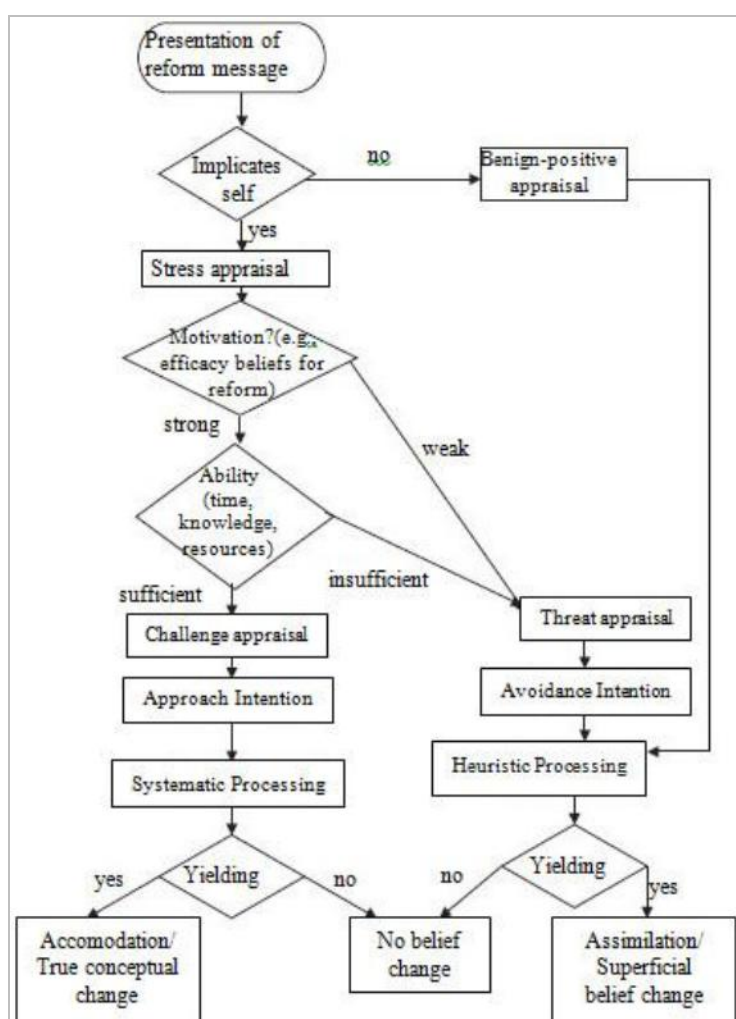 Presentation of
reform message
Implicates
self
no
Benign-positive
appraisal
yes
Stress appraisal
Motivation?(e.g.,
efficacy beliefs for
reform)
strong
weak
Ability
(time,
knowledge,
resources)
insufficient
sufficient
Challenge appraisal
Threat appraisal
Approach Intention
Avoidance Intention
Systematic Processing
Heuristic Processing
Yielding
yes
no
Yielding
no
yes
Accomodation/
True conceptual
change
No belief
change
Assimilation/
Superficial
belief change